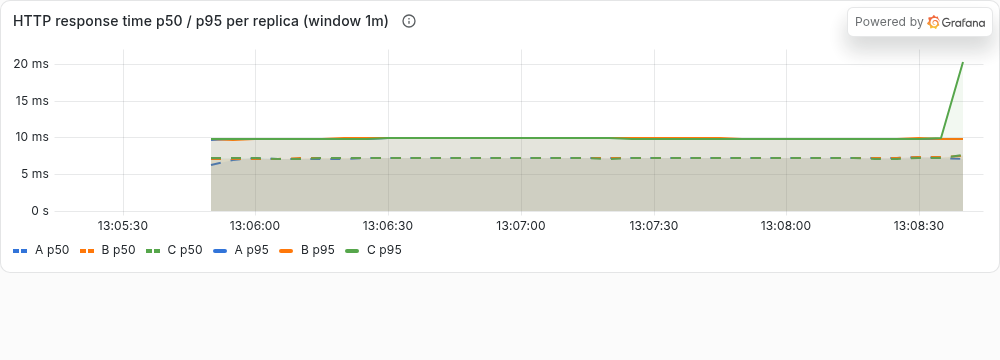 HTTP response time p50 / p95 per replica (window 1m)
Powered by Grafana
20 ms
15 ms
10 ms
5 ms
0 s
13:05:30 13:06:00 13:06:30 13:07:00 13:07:30 13:08:00 13:08:30
A p50 B p50 C p50 A p95 B p95 C p95